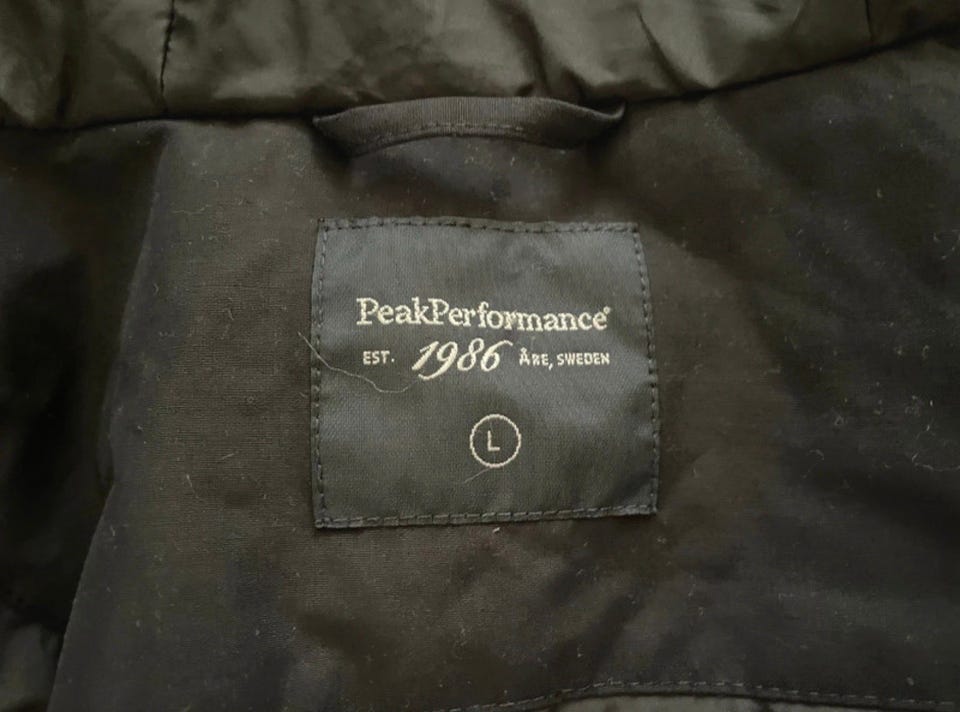 PeakPerformance®
EST. 1986 ÅRE, SWEDEN
L